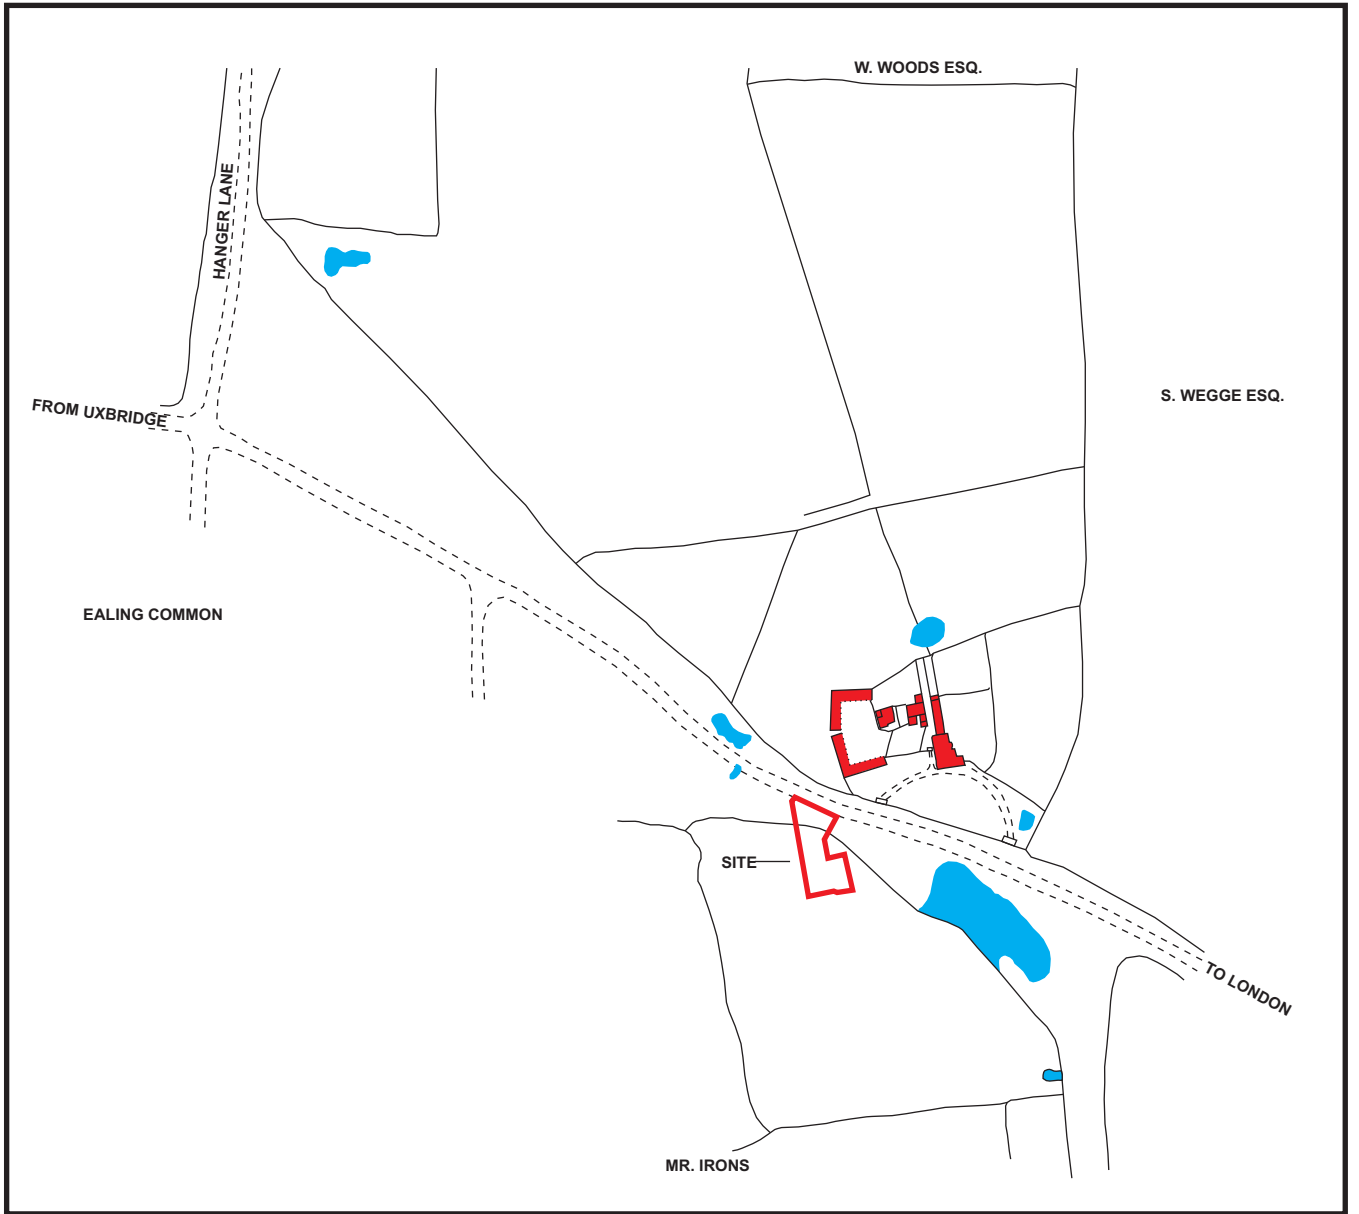 W. WOODS ESQ.
HANGER LANE
S. WEGGE ESQ.
FROM UXBRIDGE
EALING COMMON
SITE
TO LONDON
MR. IRONS